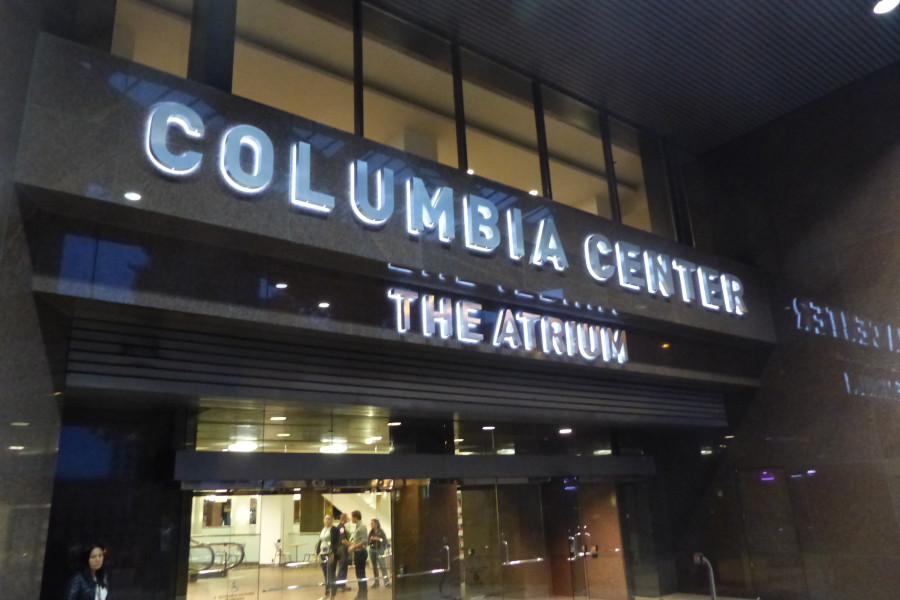 COLUMBIA CENTER
THE ATRIUM